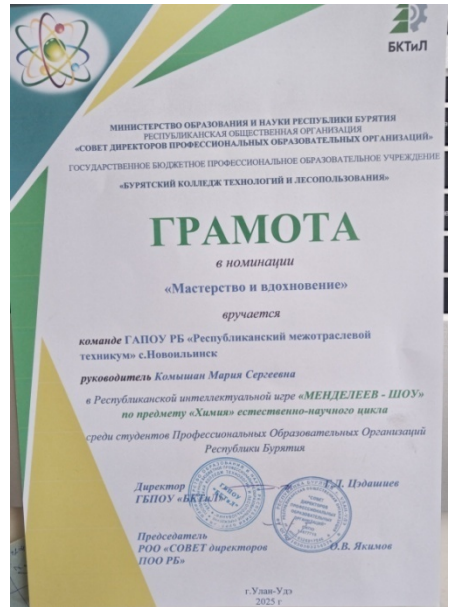 БКТиЛ
МИНИСТЕРСТВО ОБРАЗОВАНИЯ И НАУКИ РЕСПУБЛИКИ БУРЯТИЯ
РЕСПУБЛИКАНСКАЯ ОБЩЕСТВЕННАЯ ОРГАНИЗАЦИЯ
«СОВЕТ ДИРЕКТОРОВ ПРОФЕССИОНАЛЬНЫХ ОБРАЗОВАТЕЛЬНЫХ ОРГАНИЗАЦИЙ»
ГОСУДАРСТВЕННОЕ БЮДЖЕТНОЕ ПРОФЕССИОНАЛЬНОЕ ОБРАЗОВАТЕЛЬНОЕ УЧРЕЖДЕНИЕ
«БУРЯТСКИЙ КОЛЛЕДЖ ТЕХНОЛОГИЙ И ЛЕСОПОЛЬЗОВАНИЯ»
ГРАМОТА
в номинации
«Мастерство и вдохновение»
вручается
команде ГАПОУ РБ «Республиканский межотраслевой
техникум» с.Новоильинск
руководитель Комышан Мария Сергеевна
в Республиканской интеллектуальной игре «МЕНДЕЛЕЕВ - ШОУ»
по предмету «Химия» естественно-научного цикла
среди студентов Профессиональных Образовательных Организаций
Республики Бурятия
Директор
ГБПОУ «БКТиЛ» Г.Д. Цэдашиев
Председатель
РОО «СОВЕТ директоров О.В. Якимов
ПОО РБ»
г.Улан-Удэ
2025 г